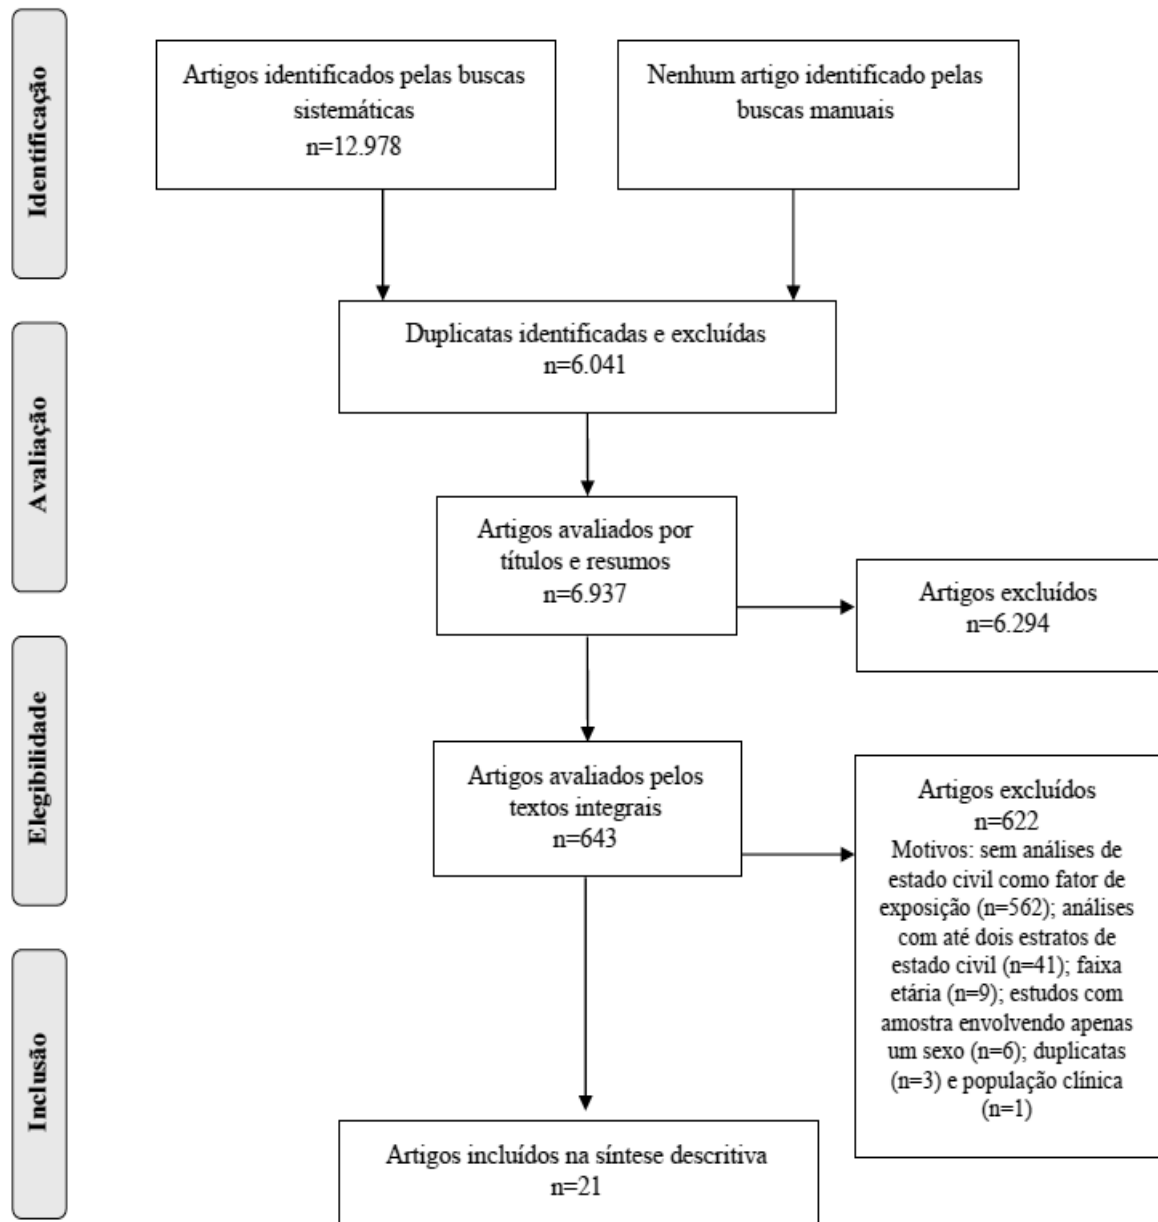 Identificação
Artigos identificados pelas buscas
sistemáticas
n=12.978
Nenhum artigo identificado pelas
buscas manuais
Duplicatas identificadas e excluídas
n=6.041
Avaliação
Artigos avaliados por
títulos e resumos
n=6.937
Artigos excluídos
n=6.294
Elegibilidade
Artigos avaliados pelos
textos integrais
n=643
Artigos excluídos
n=622
Motivos: sem análises de
estado civil como fator de
exposição (n=562); análises
com até dois estratos de
estado civil (n=41); faixa
etária (n=9); estudos com
amostra envolvendo apenas
um sexo (n=6); duplicatas
(n=3) e população clínica
(n=1)
Inclusão
Artigos incluídos na síntese descritiva
n=21